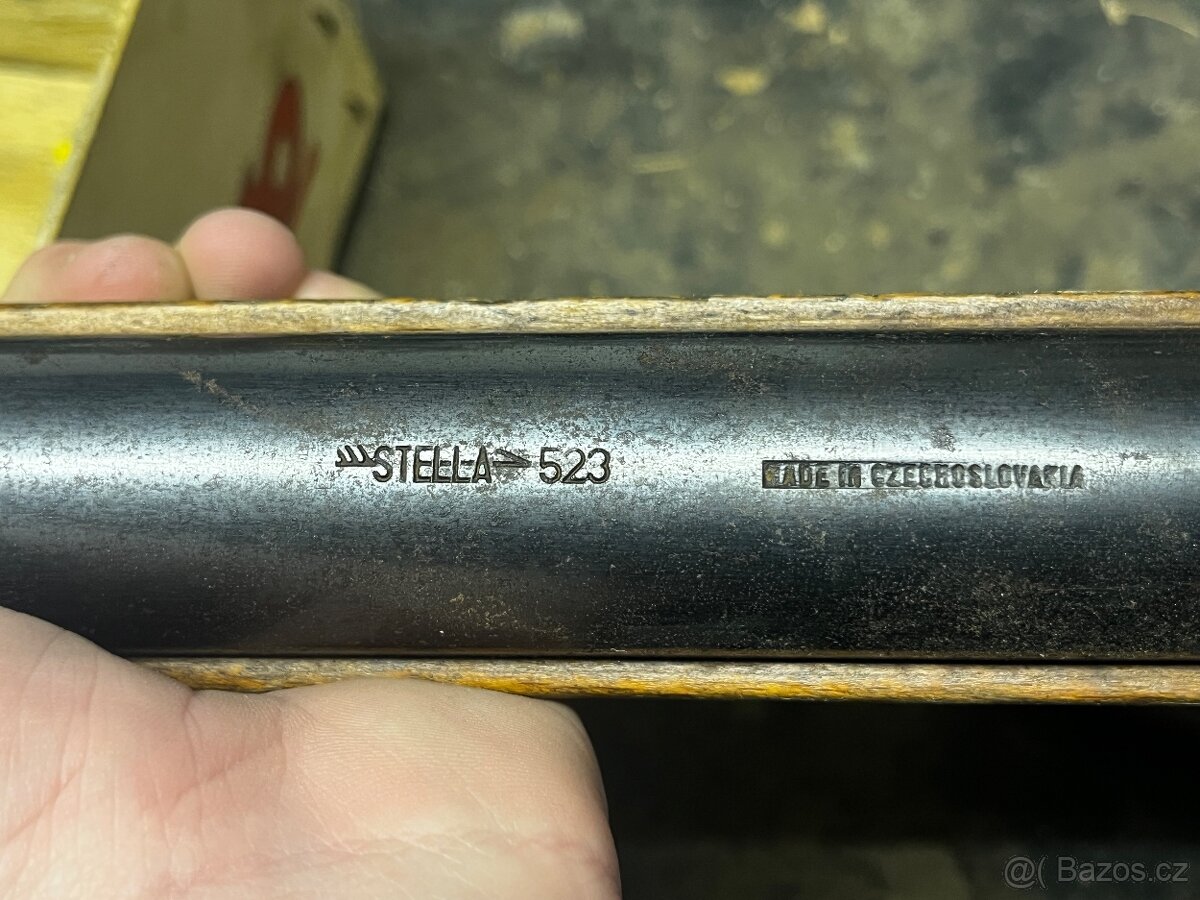 STELLA 523
MADE IN CZECHOSLOVAKIA
@( Bazos.cz